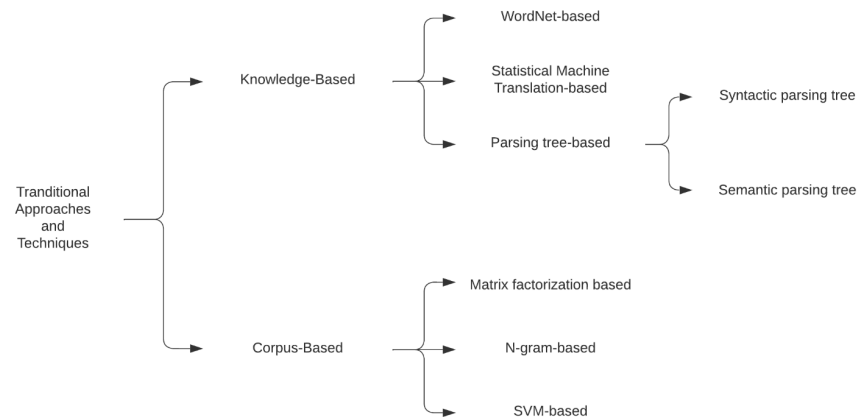 WordNet-based
Knowledge-Based
Statistical Machine
Translation-based
Syntactic parsing tree
Parsing tree-based
Semantic parsing tree
Tranditional
Approaches
and
Techniques
Matrix factorization based
Corpus-Based
N-gram-based
SVM-based